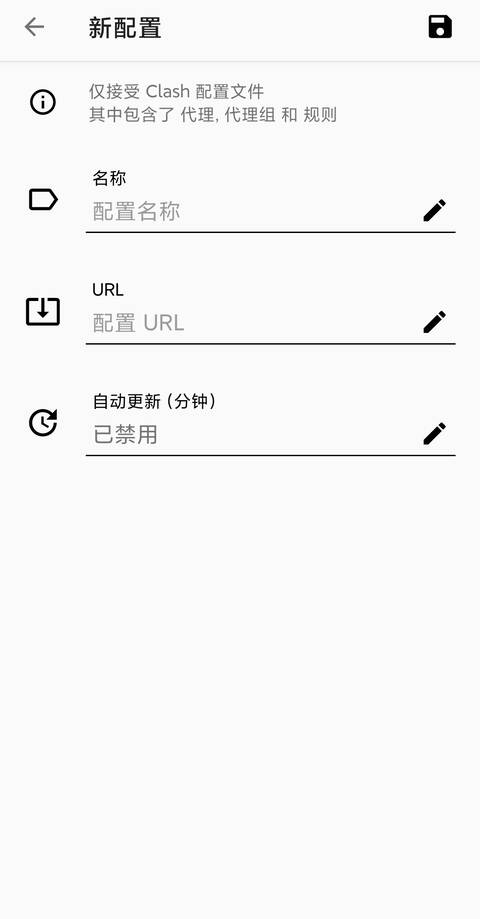 新配置
仅接受 Clash 配置文件
其中包含了 代理, 代理组 和 规则
名称
配置名称
URL
配置 URL
自动更新 (分钟)
已禁用